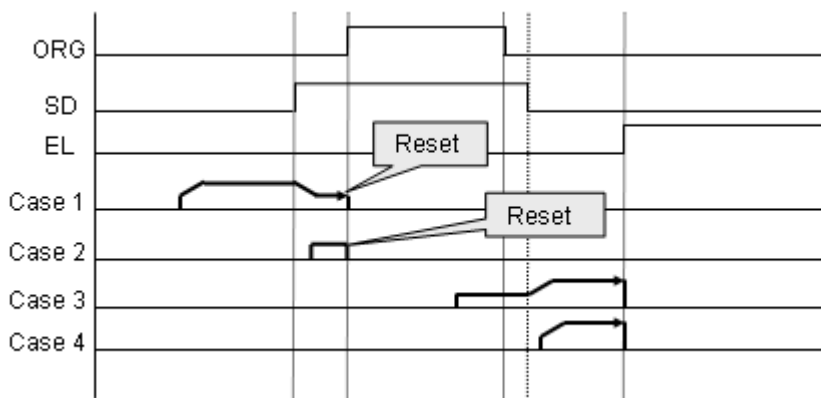 ORG
SD
EL
Reset
Case 1
Reset
Case 2
Case 3
Case 4